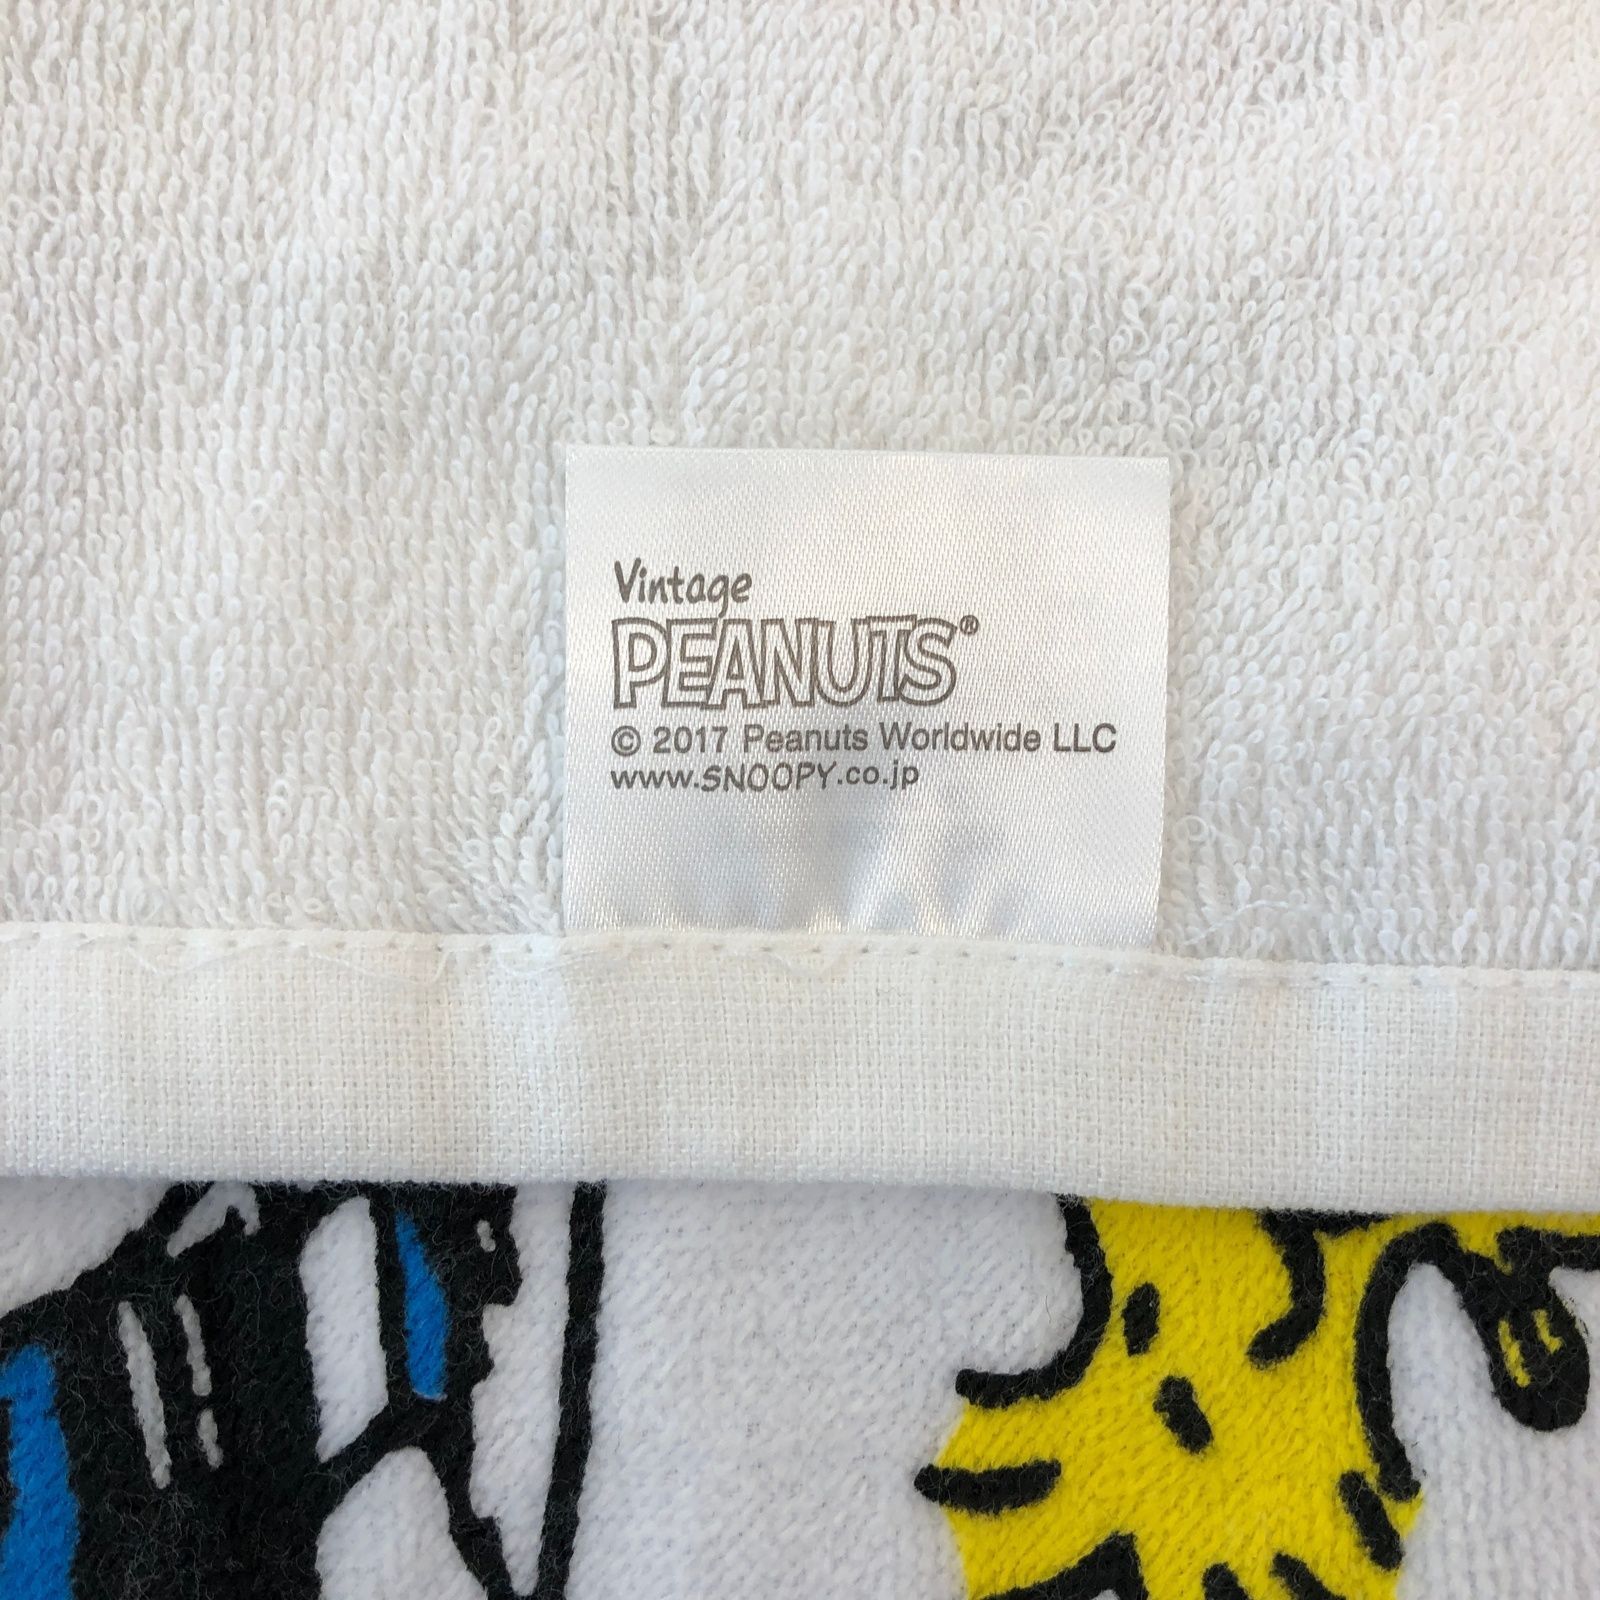 Vintage
PEANUTS®
© 2017 Peanuts Worldwide LLC
www.SNOOPY.co.jp